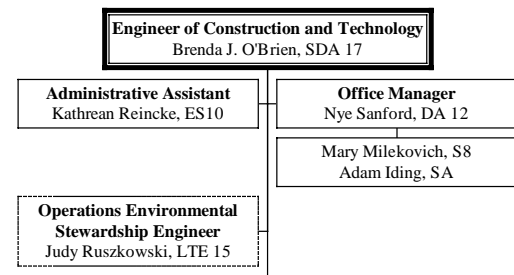 Engineer of Construction and Technology
Brenda J. O'Brien, SDA 17
Administrative Assistant
Kathrean Reincke, ES10
Office Manager
Nye Sanford, DA 12
Mary Milekovich, S8
Adam Iding, SA
Operations Environmental
Stewardship Engineer
Judy Ruszkowski, LTE 15